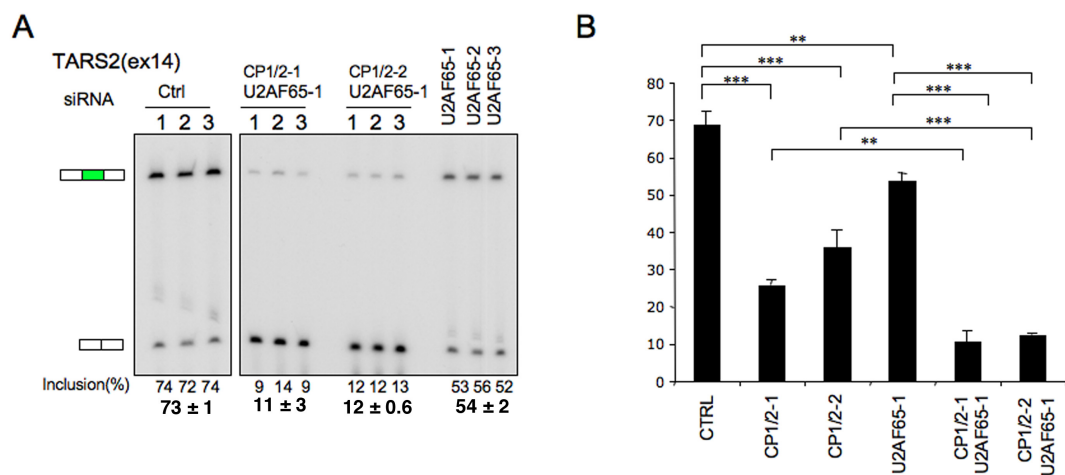 A
TARS2(ex14)
siRNA
Ctrl
CP1/2-1
U2AF65-1
CP1/2-2
U2AF65-1
U2AF65-1
U2AF65-2
U2AF65-3
1 2 3 1 2 3 1 2 3
Inclusion(%) 74 72 74 9 14 9 12 12 13 53 56 52
73 ± 1 11 ± 3 12 ± 0.6 54 ± 2
B
**
***
***
***
***
***
**
80
70
60
50
40
30
20
10
0
CTRL
CP1/2-1
CP1/2-2
U2AF65-1
CP1/2-1
U2AF65-1
CP1/2-2
U2AF65-1